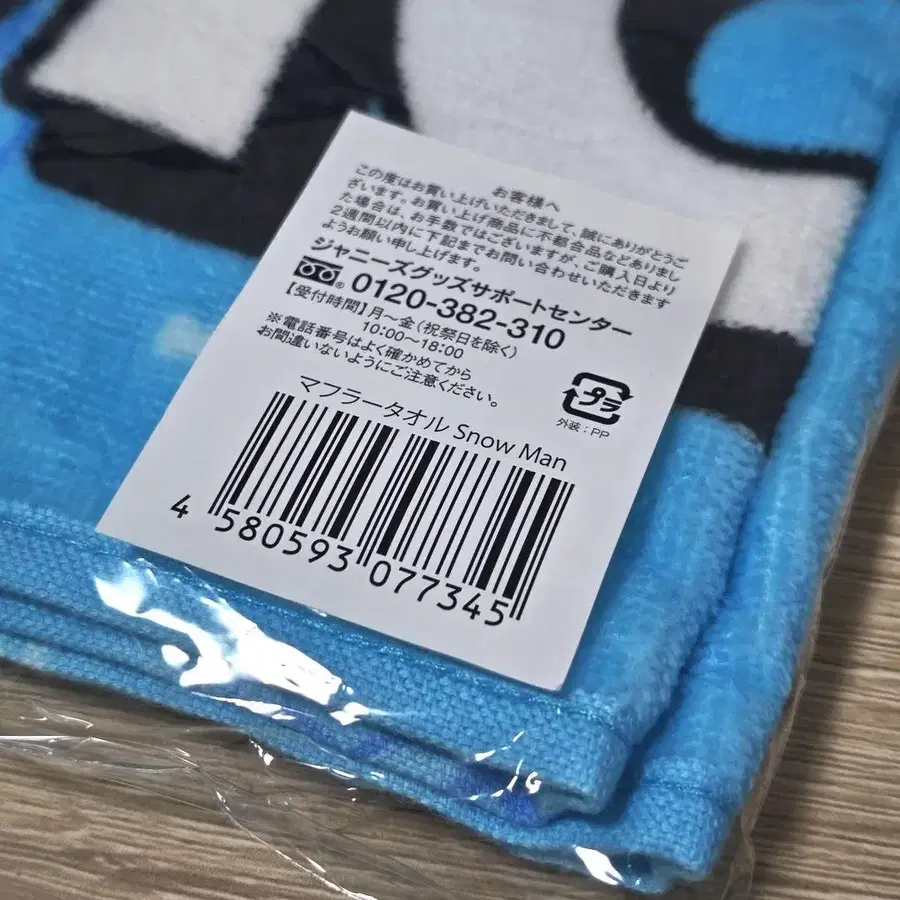 お客様へ
この度はお買い上げいただきまして、誠にありがとうご
ざいます。お買い上げ商品に不都合品などありまし
た場合は、お手数ではございますが、ご購入日より
2週間以内に下記までお問い合わせいただきます
ようお願い申し上げます。
ジャニーズグッズサポートセンター
0120-382-310
【受付時間】月〜金(祝祭日を除く)
10:00〜18:00
※電話番号はよく確かめてから
お間違いないようにご注意ください。
プラ
外装:PP
マフラータオル Snow Man
4 580593 077345